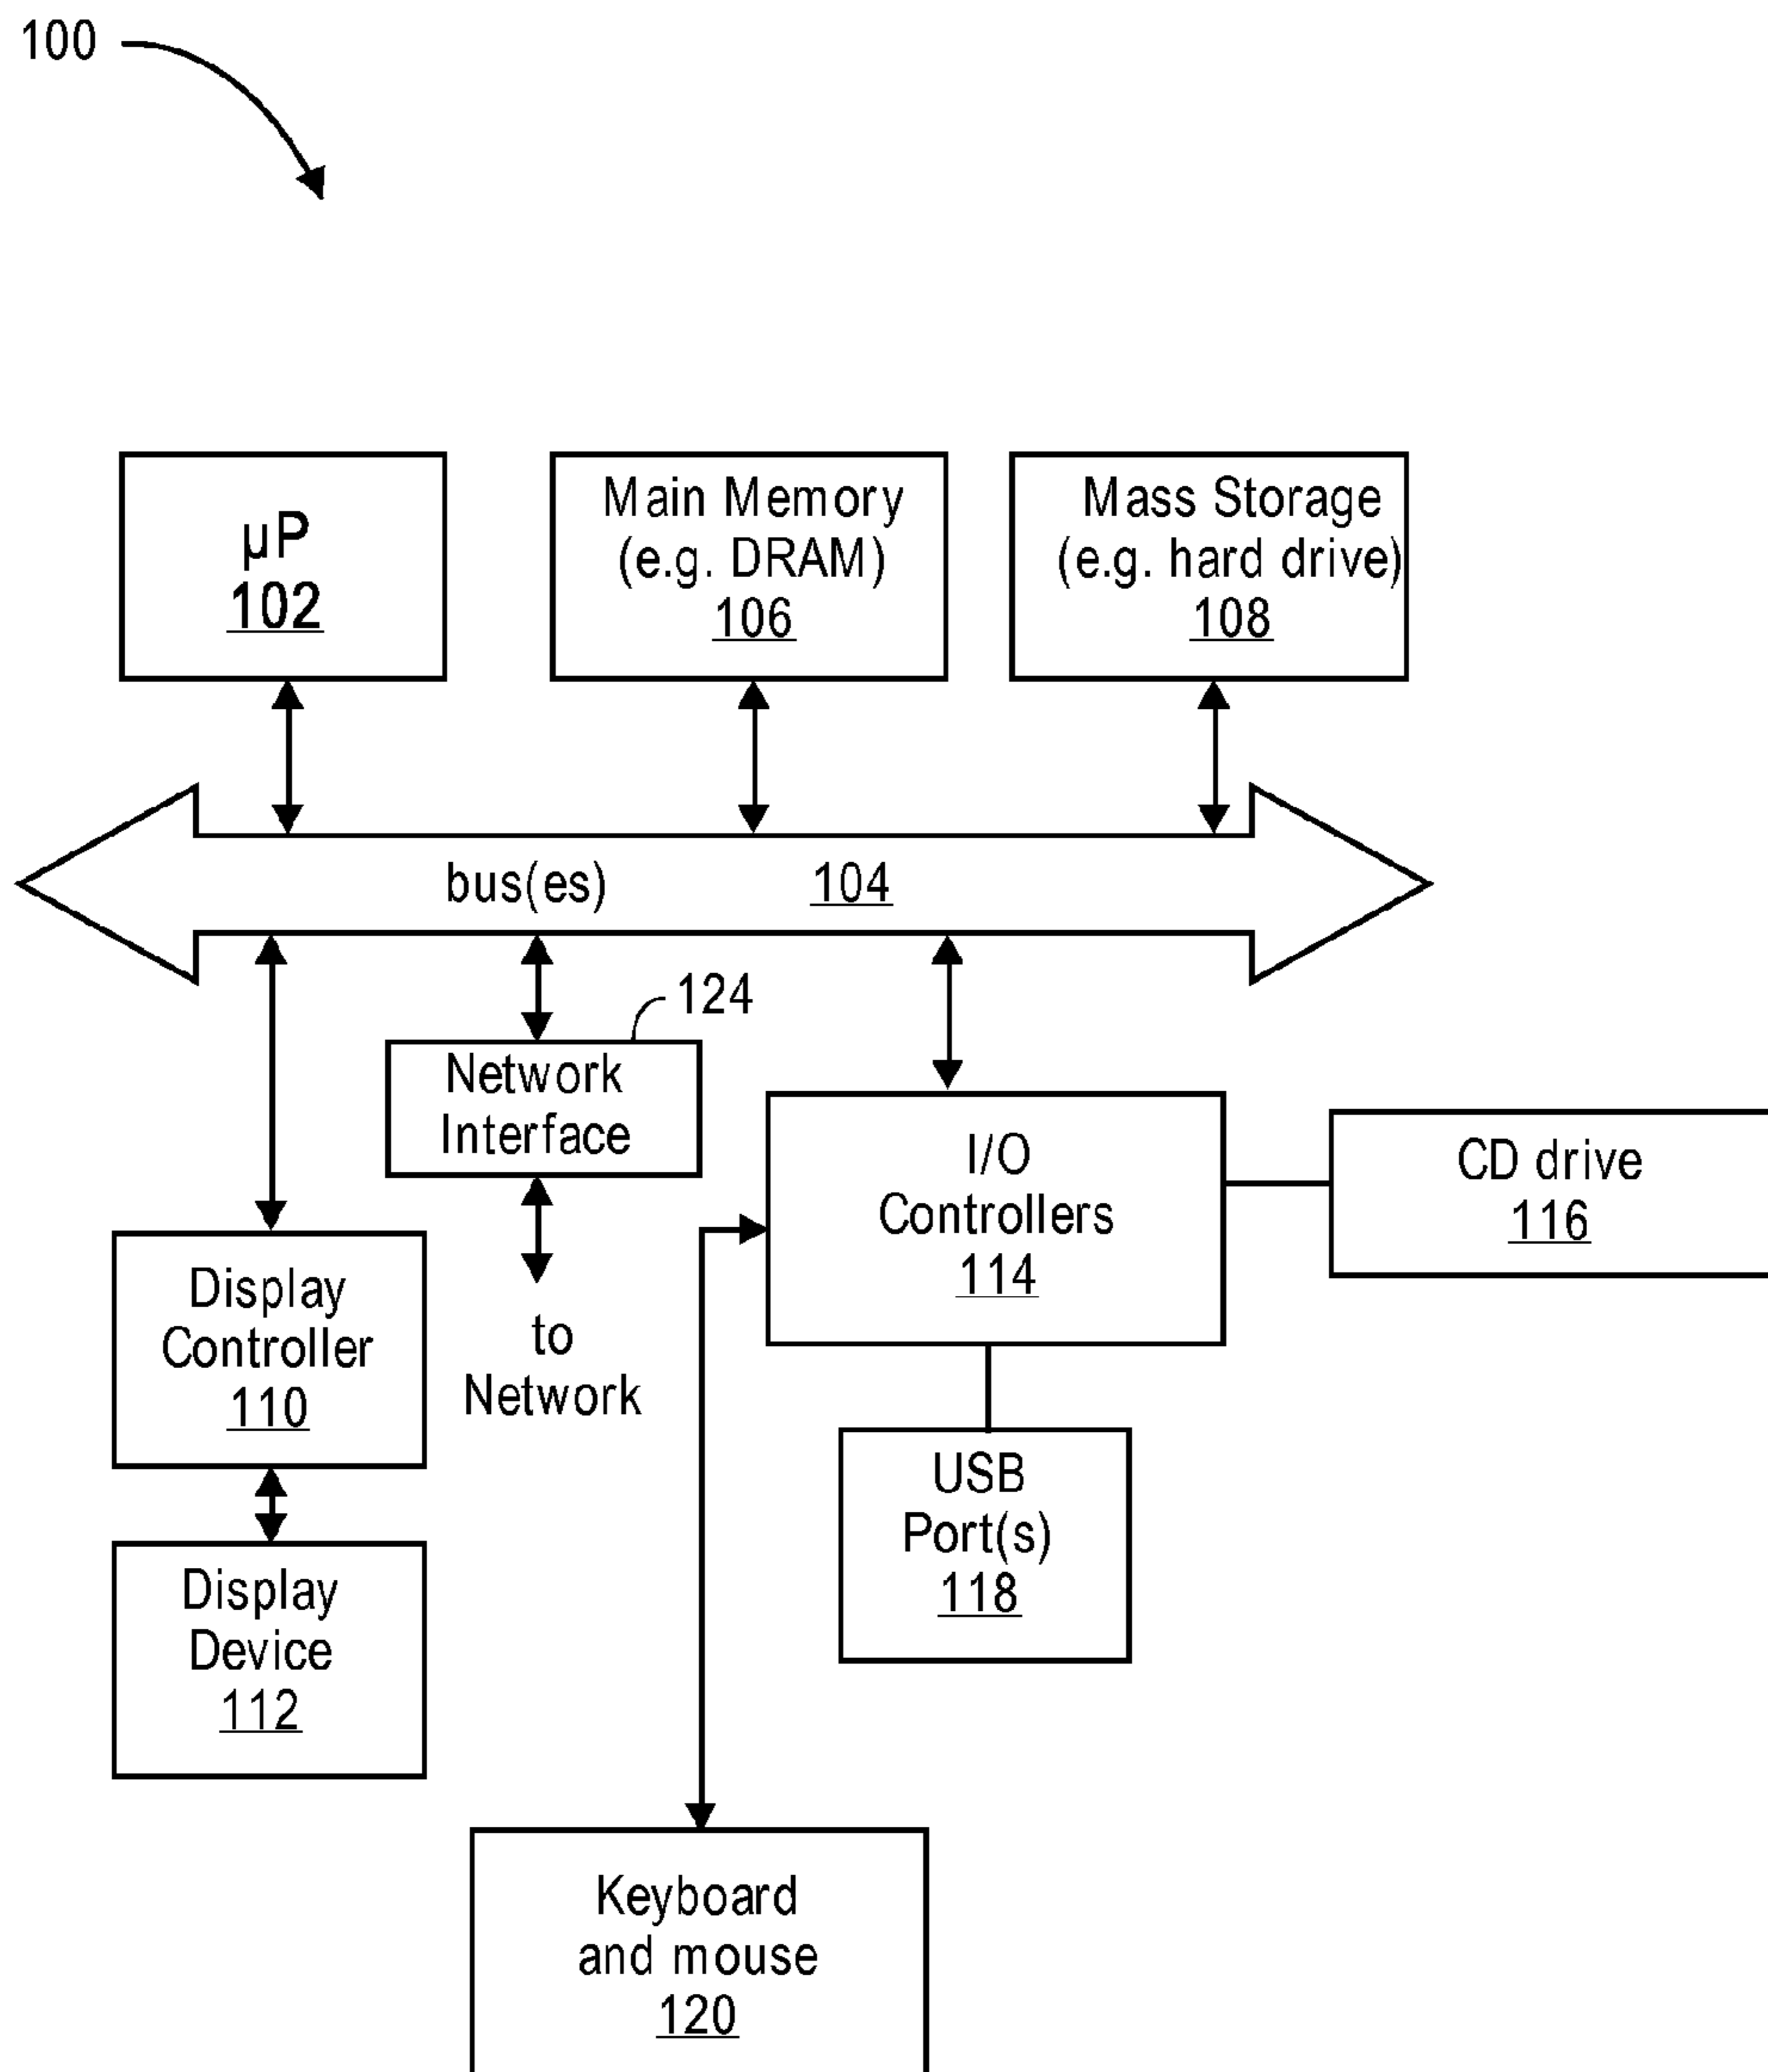 100
µP
102
Main Memory
(e.g. DRAM)
106
Mass Storage
(e.g. hard drive)
108
bus(es) 104
124
Network
Interface
to
Network
I/O
Controllers
114
CD drive
116
Display
Controller
110
USB
Port(s)
118
Display
Device
112
Keyboard
and mouse
120